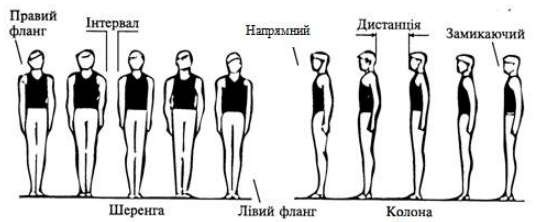 Правий
фланг
Інтервал
Напрямний
Дистанція
Замикаючий
Шеренга
Лівий фланг
Колона